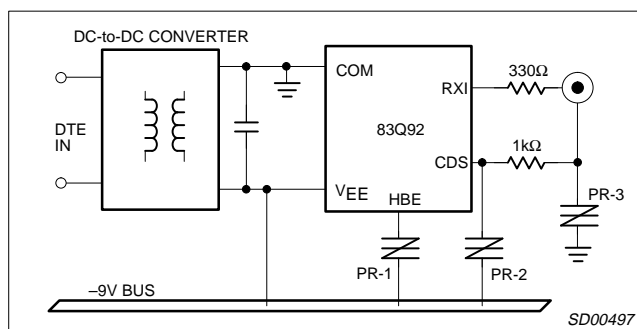 DC-to-DC CONVERTER
DTE
IN
COM
RXI
330Ω
83Q92
CDS
1kΩ
VEE
HBE
PR-3
PR-1
PR-2
–9V BUS
SD00497